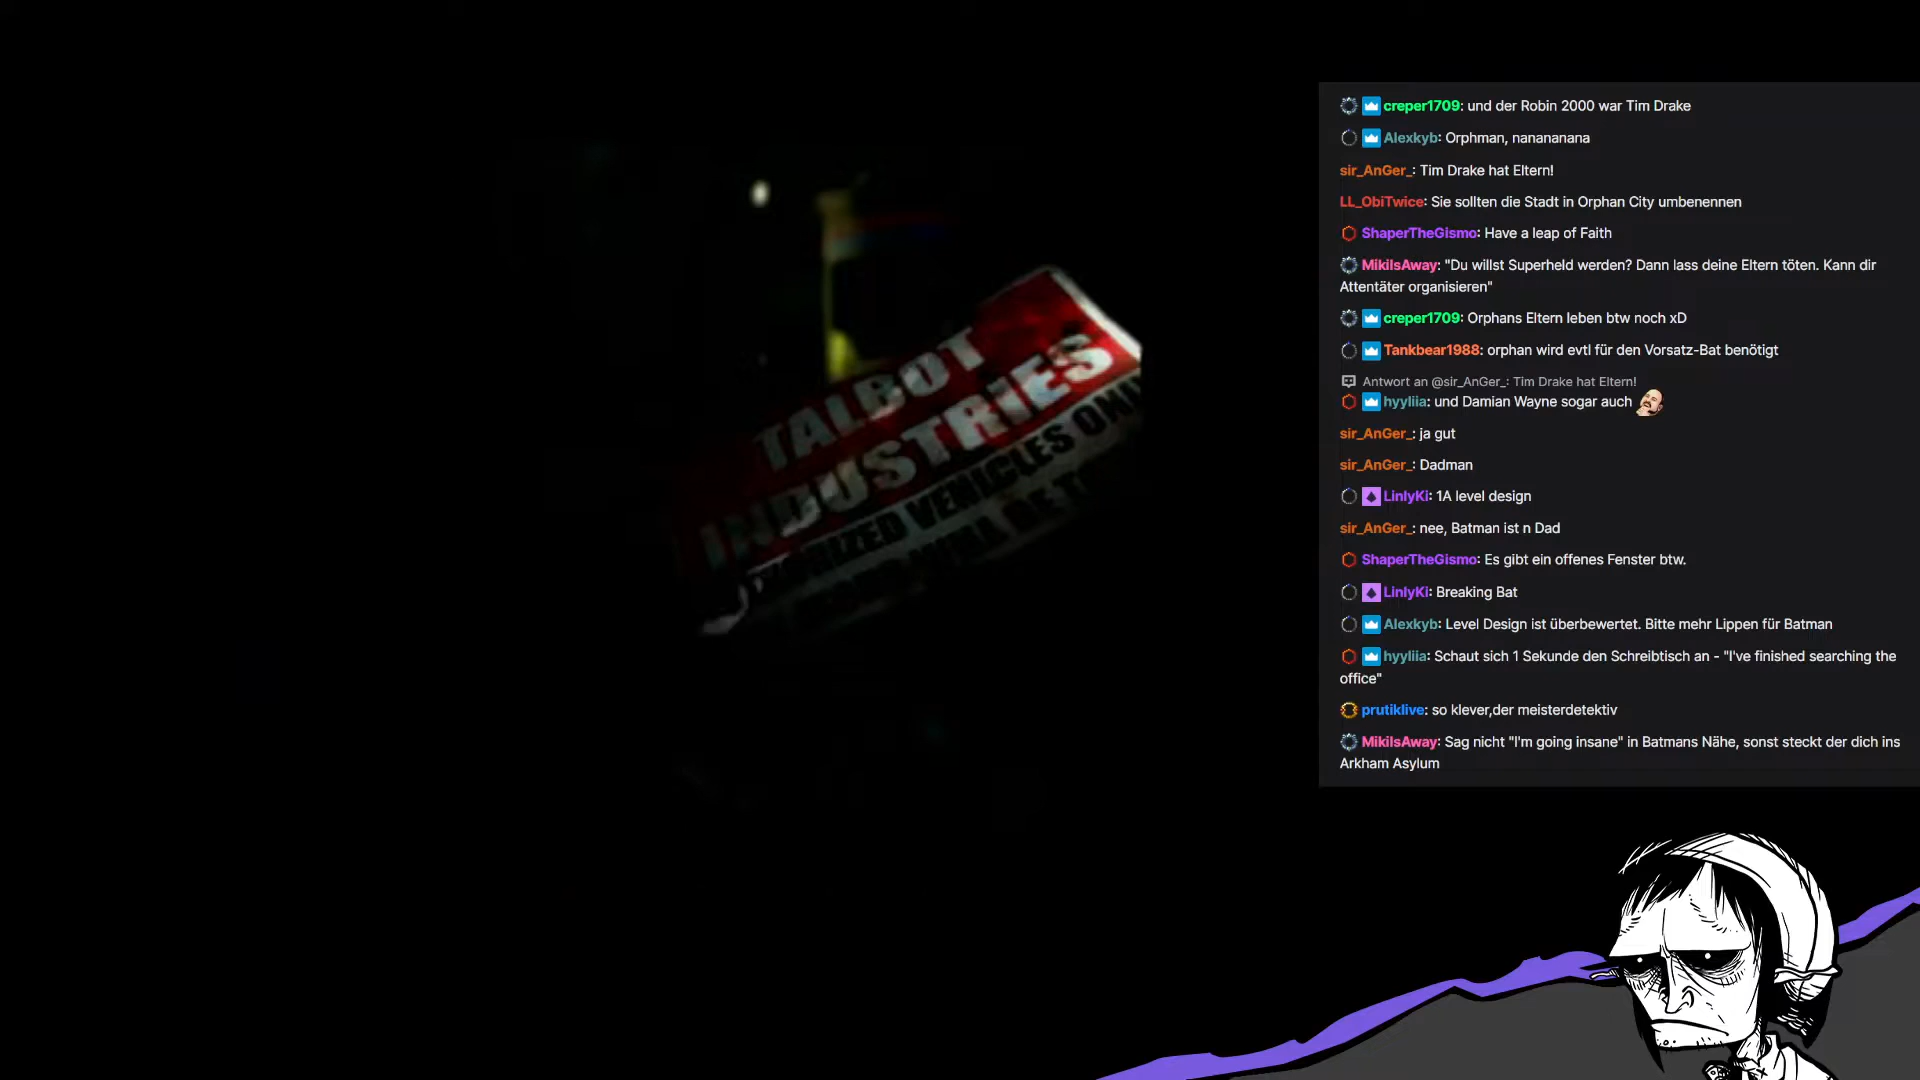 TALBOT
INDUSTRIES
VEHICLES
creper1709: und der Robin 2000 war Tim Drake
Alexkyb: Orphman, nanananana
sir_AnGer_: Tim Drake hat Eltern!
LL_ObiTwice: Sie sollten die Stadt in Orphan City umbenennen
ShaperTheGismo: Have a leap of Faith
MikilsAway: "Du willst Superheld werden? Dann lass deine Eltern töten. Kann dir
Attentäter organisieren"
creper1709: Orphans Eltern leben btw noch xD
Tankbear1988: orphan wird evtl für den Vorsatz-Bat benötigt
Antwort an @sir_AnGer_: Tim Drake hat Eltern!
hyyliia: und Damian Wayne sogar auch
sir_AnGer_: ja gut
sir_AnGer_: Dadman
LinlyKi: 1A level design
sir_AnGer_: nee, Batman ist n Dad
ShaperTheGismo: Es gibt ein offenes Fenster btw.
LinlyKi: Breaking Bat
Alexkyb: Level Design ist überbewertet. Bitte mehr Lippen für Batman
hyyliia: Schaut sich 1 Sekunde den Schreibtisch an - "I've finished searching the
office"
prutiklive: so klever,der meisterdetektiv
MikilsAway: Sag nicht "I'm going insane" in Batmans Nähe, sonst steckt der dich ins
Arkham Asylum